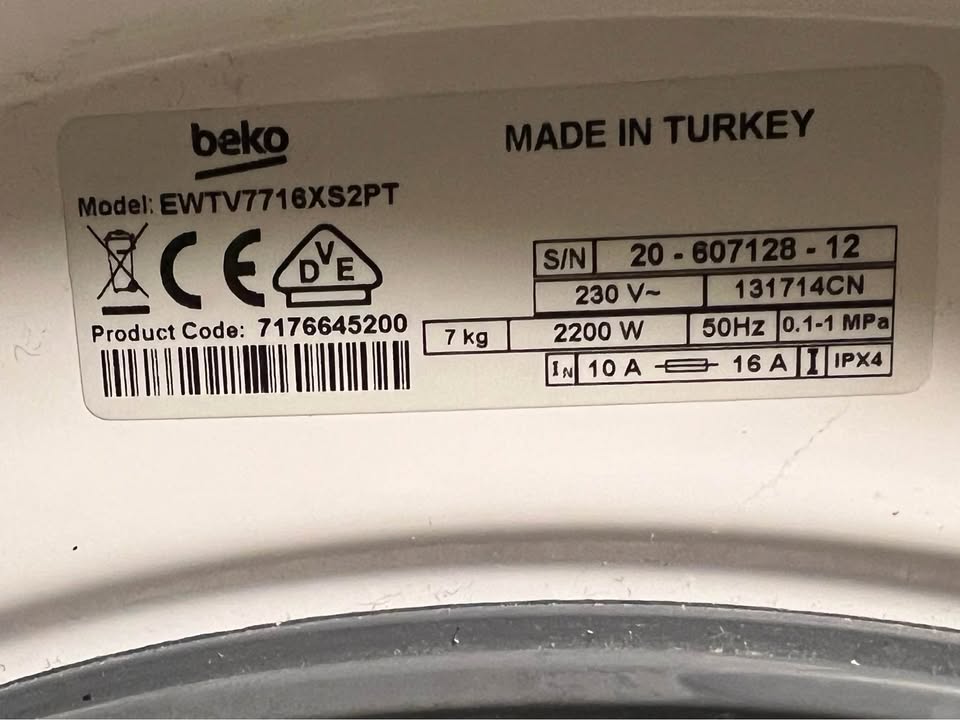 beko
MADE IN TURKEY
Model: EWTV7716XS2PT
CE
DVE
Product Code: 7176645200
S/N 20 - 607128 - 12
230 V~ 131714CN
7 kg 2200 W 50Hz 0.1-1 MPa
IN 10 A 16 A I IPX4